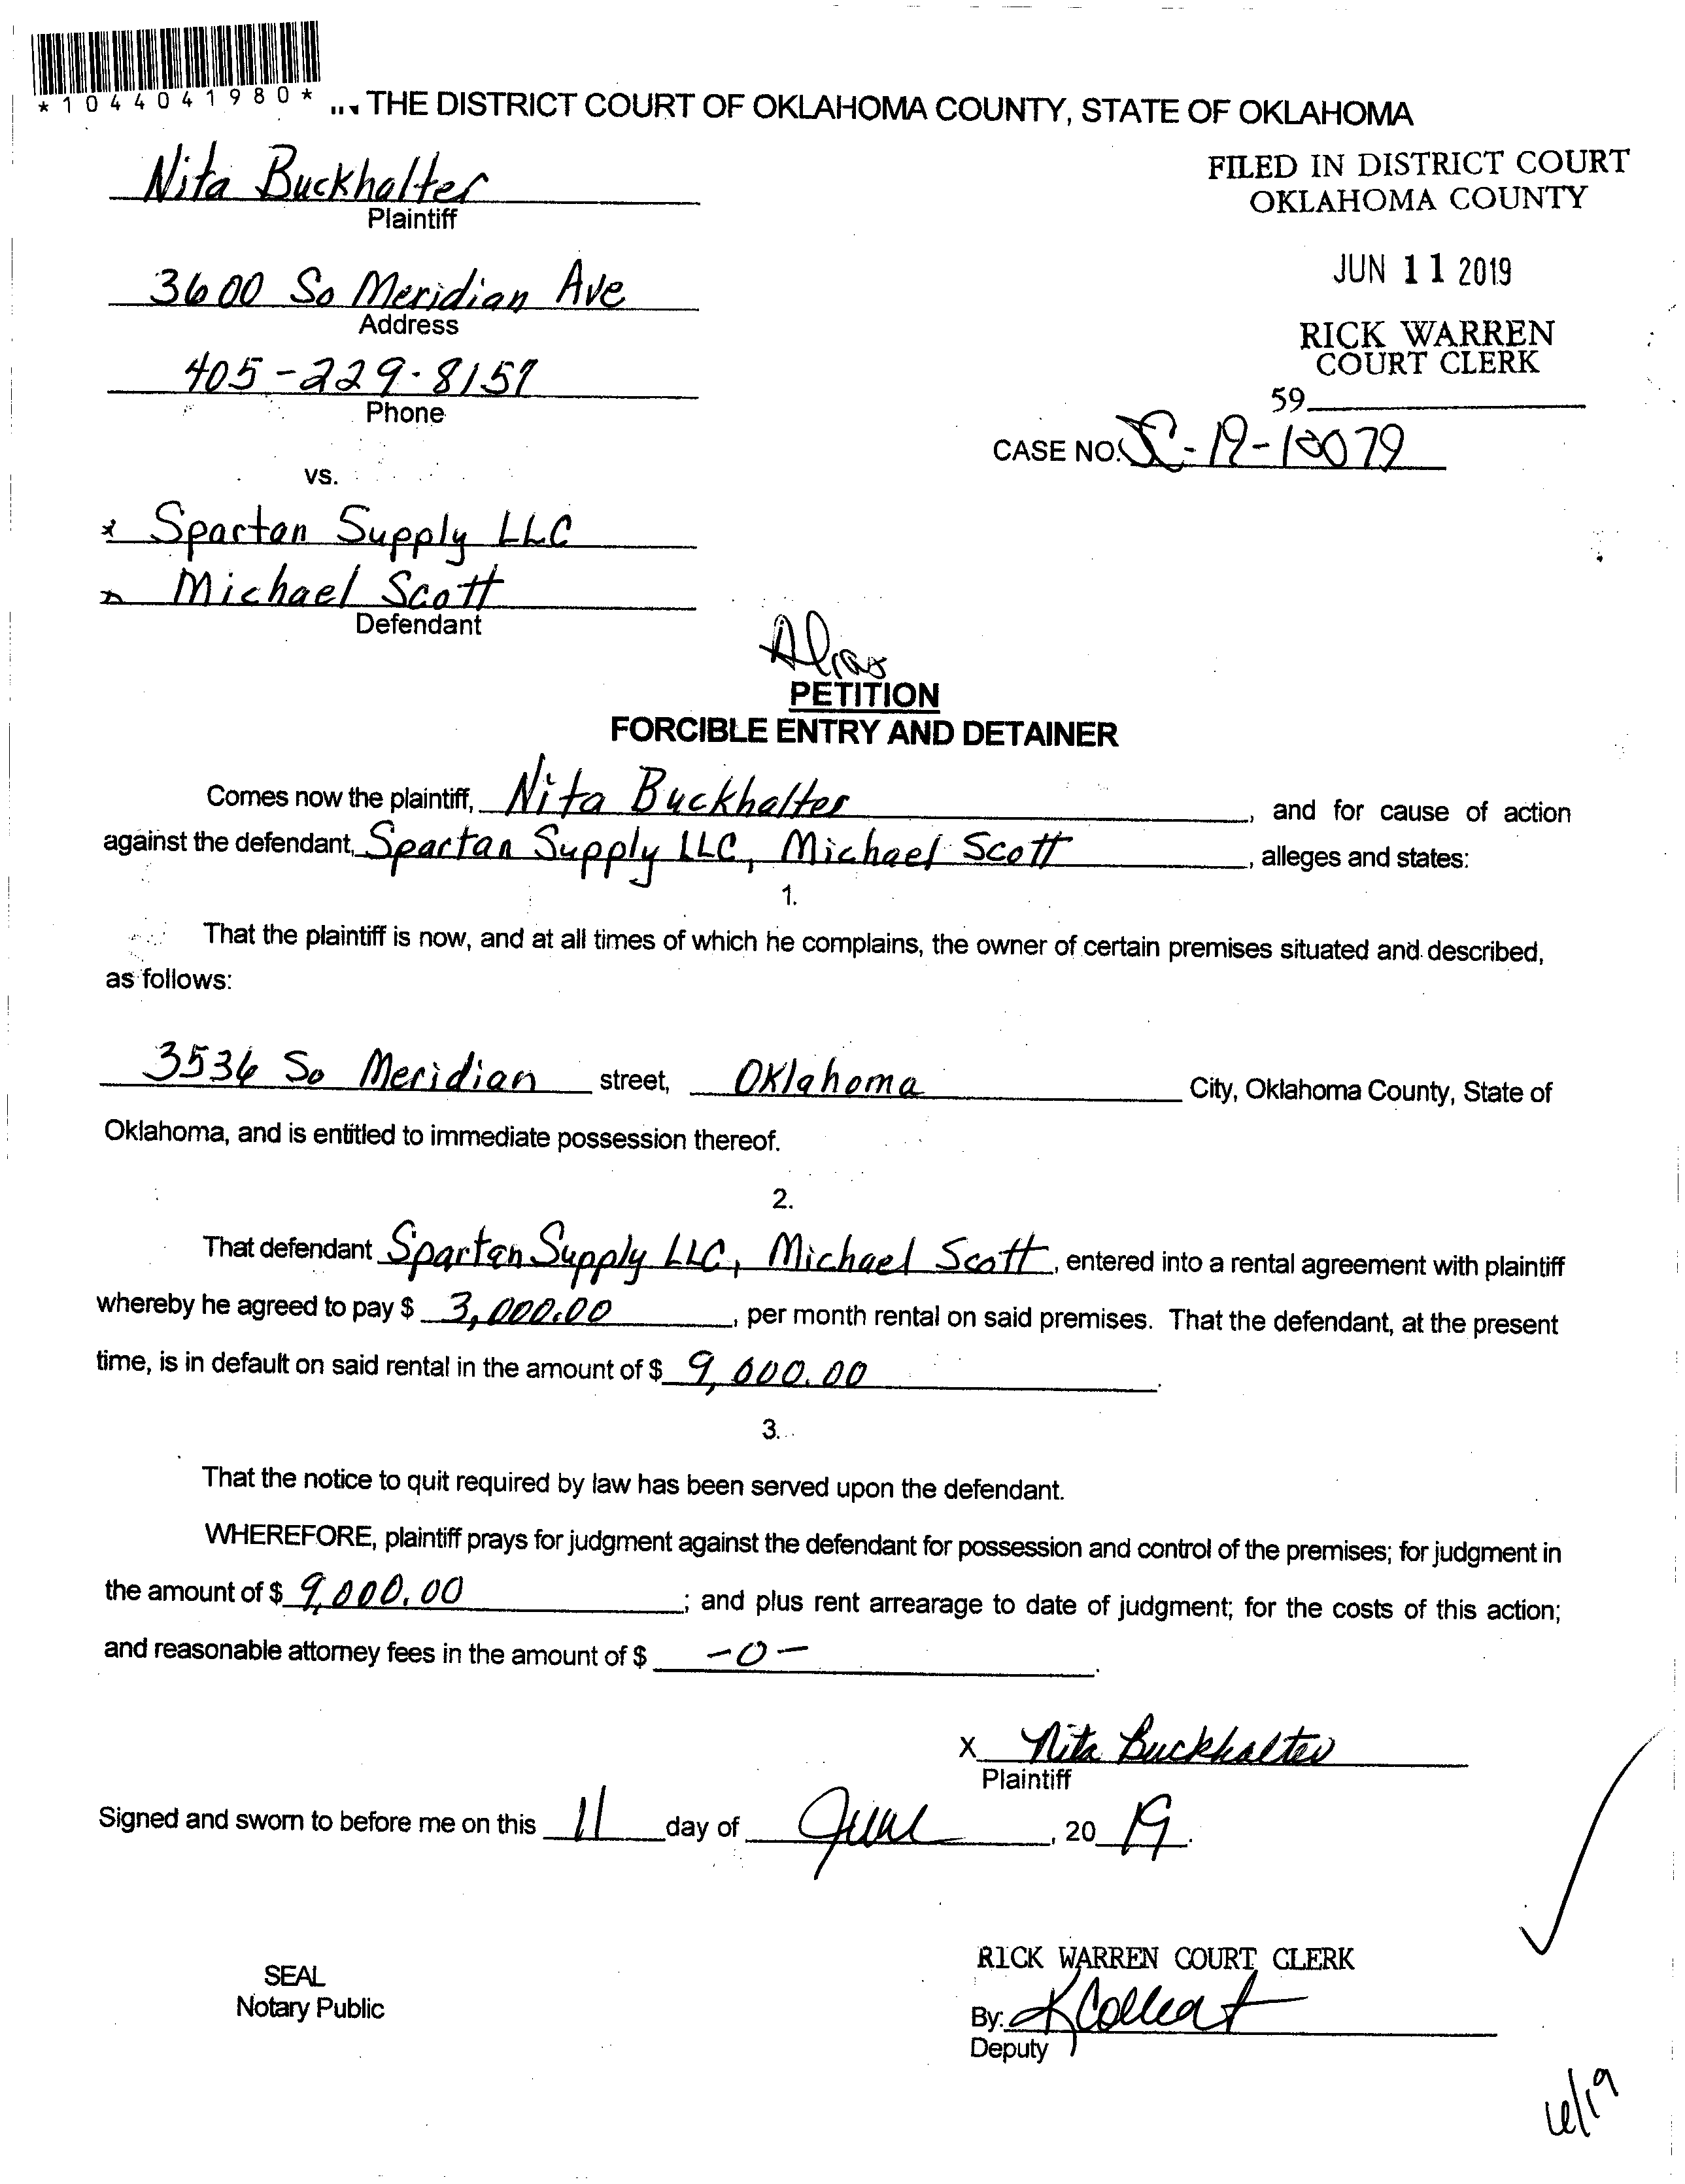 *1044041980*
THE DISTRICT COURT OF OKLAHOMA COUNTY, STATE OF OKLAHOMA
Nita Buckhalter
Plaintiff
FILED IN DISTRICT COURT
OKLAHOMA COUNTY
3600 So Meridian Ave
Address
JUN 11 2019
405-229-8157
Phone
RICK WARREN
COURT CLERK
59
CASE NO. SC-19-10079
vs.
Spartan Supply LLC
Michael Scott
Defendant
Alias
PETITION
FORCIBLE ENTRY AND DETAINER
Comes now the plaintiff, Nita Buckhalter, and for cause of action
against the defendant, Spartan Supply LLC, Michael Scott, alleges and states:
1.
That the plaintiff is now, and at all times of which he complains, the owner of certain premises situated and described,
as follows:
3536 So Meridian street, Oklahoma City, Oklahoma County, State of
Oklahoma, and is entitled to immediate possession thereof.
2.
That defendant Spartan Supply LLC, Michael Scott, entered into a rental agreement with plaintiff
whereby he agreed to pay $ 3,000.00, per month rental on said premises. That the defendant, at the present
time, is in default on said rental in the amount of $ 9,000.00.
3.
That the notice to quit required by law has been served upon the defendant.
WHEREFORE, plaintiff prays for judgment against the defendant for possession and control of the premises; for judgment in
the amount of $ 9,000.00; and plus rent arrearage to date of judgment; for the costs of this action;
and reasonable attorney fees in the amount of $ -0-.
X Nita Buckhalter
Plaintiff
Signed and sworn to before me on this 11 day of June, 2019.
RICK WARREN COURT CLERK
SEAL
Notary Public
By:
Deputy
6/19